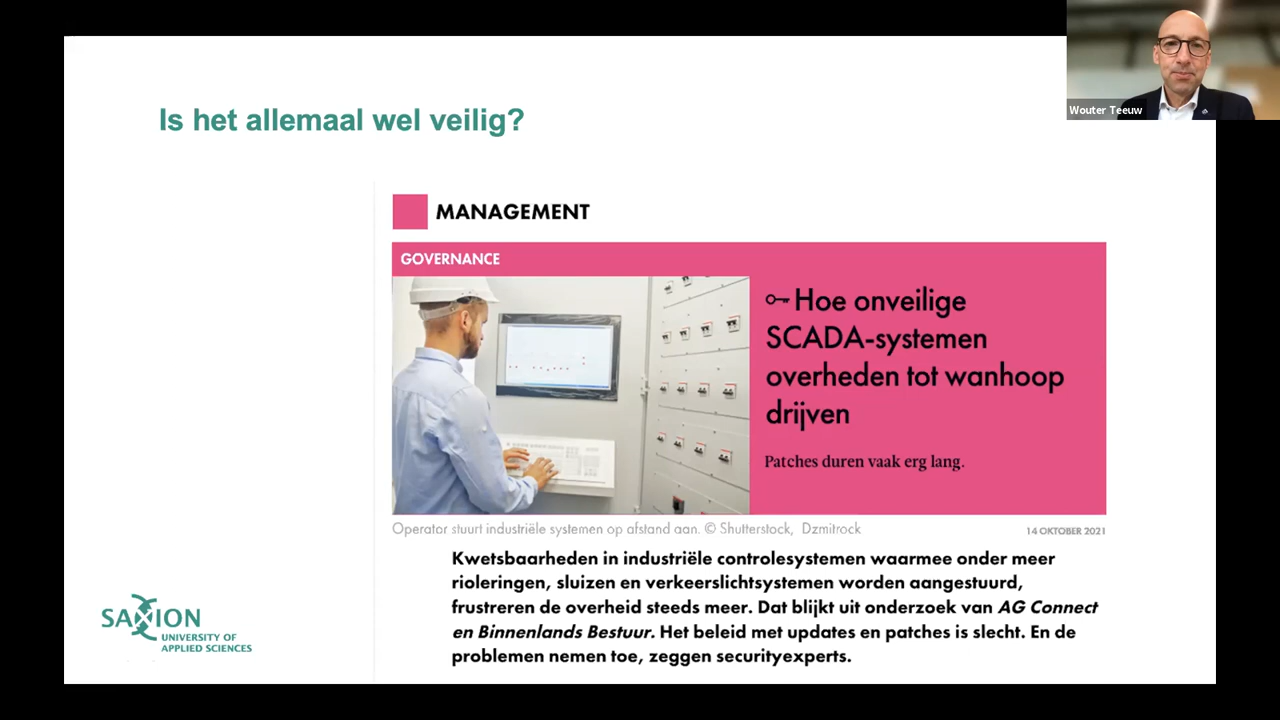 Wouter Teeuw
Is het allemaal wel veilig?
MANAGEMENT
GOVERNANCE
Hoe onveilige
SCADA-systemen
overheden tot wanhoop
drijven
Patches duren vaak erg lang.
Operator stuurt industriële systemen op afstand aan. © Shutterstock, Dzmitrock
14 OKTOBER 2021
Kwetsbaarheden in industriële controlesystemen waarmee onder meer
rioleringen, sluizen en verkeerslichtsystemen worden aangestuurd,
frustreren de overheid steeds meer. Dat blijkt uit onderzoek van AG Connect
en Binnenlands Bestuur. Het beleid met updates en patches is slecht. En de
problemen nemen toe, zeggen securityexperts.
SAXION
UNIVERSITY OF
APPLIED SCIENCES